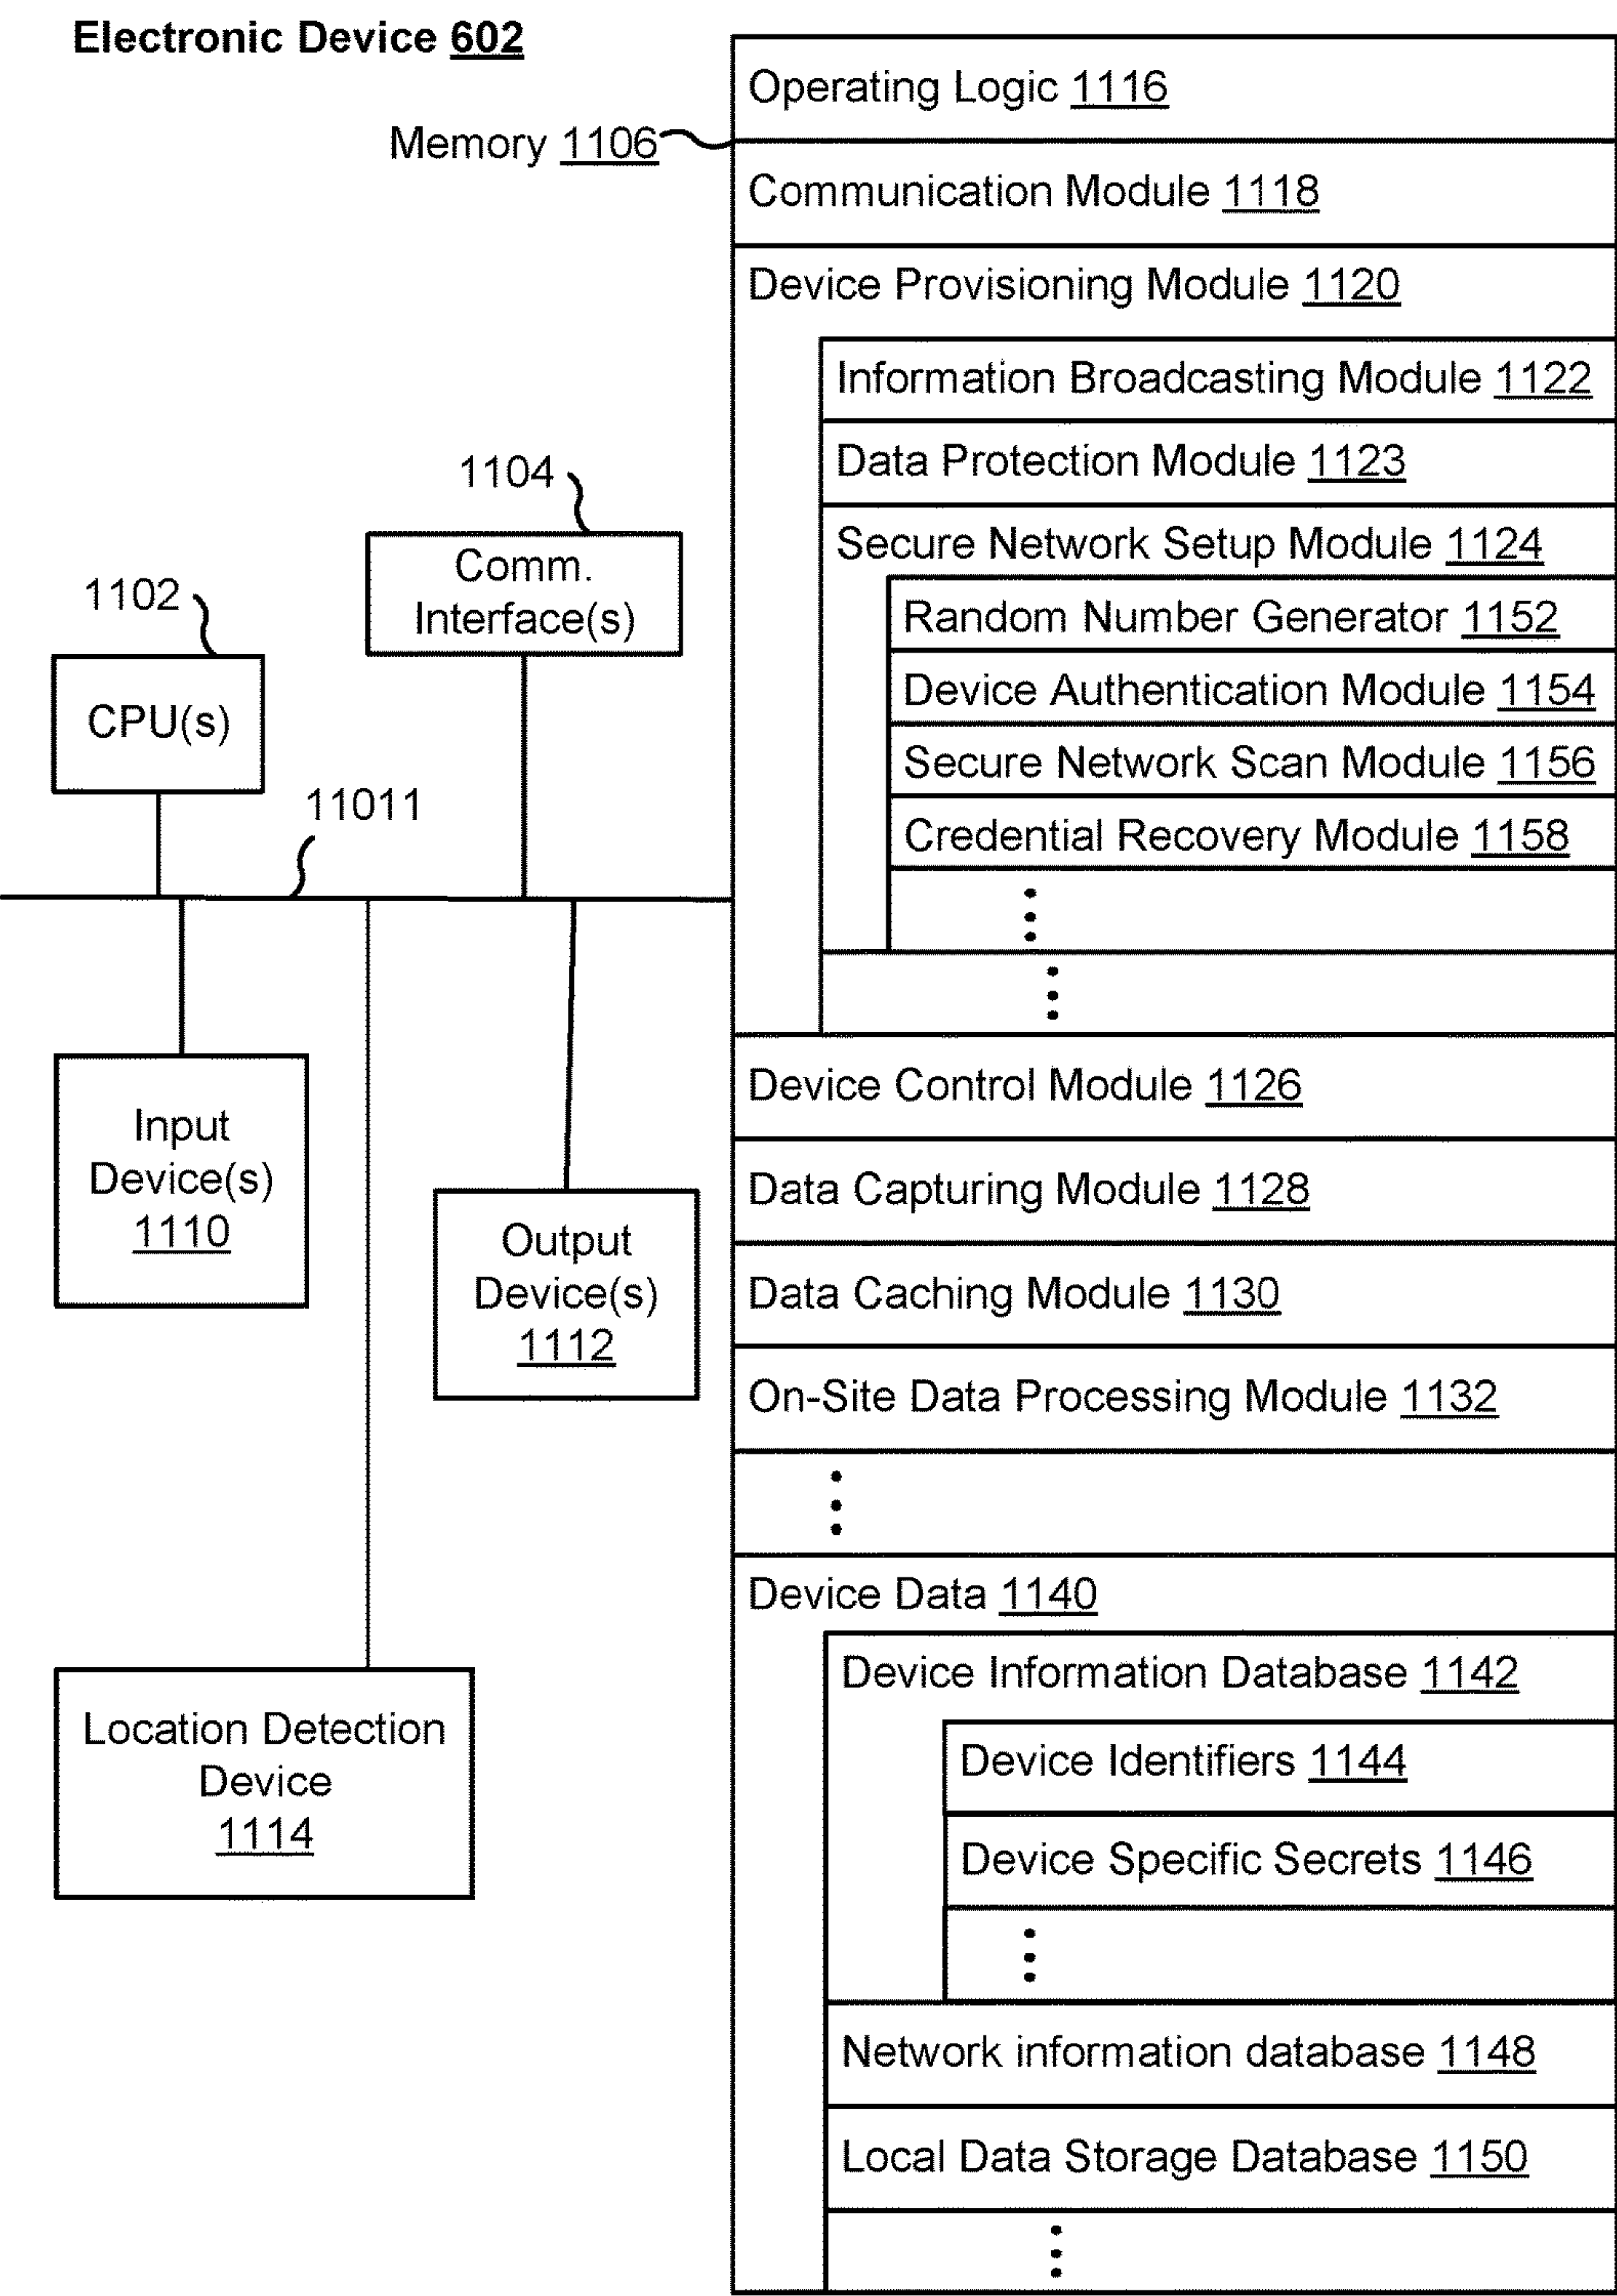 Electronic Device 602
Memory 1106
1104
Comm.
Interface(s)
1102
CPU(s)
11011
Input
Device(s)
1110
Output
Device(s)
1112
Location Detection
Device
1114
Operating Logic 1116
Communication Module 1118
Device Provisioning Module 1120
Information Broadcasting Module 1122
Data Protection Module 1123
Secure Network Setup Module 1124
Random Number Generator 1152
Device Authentication Module 1154
Secure Network Scan Module 1156
Credential Recovery Module 1158
Device Control Module 1126
Data Capturing Module 1128
Data Caching Module 1130
On-Site Data Processing Module 1132
Device Data 1140
Device Information Database 1142
Device Identifiers 1144
Device Specific Secrets 1146
Network information database 1148
Local Data Storage Database 1150